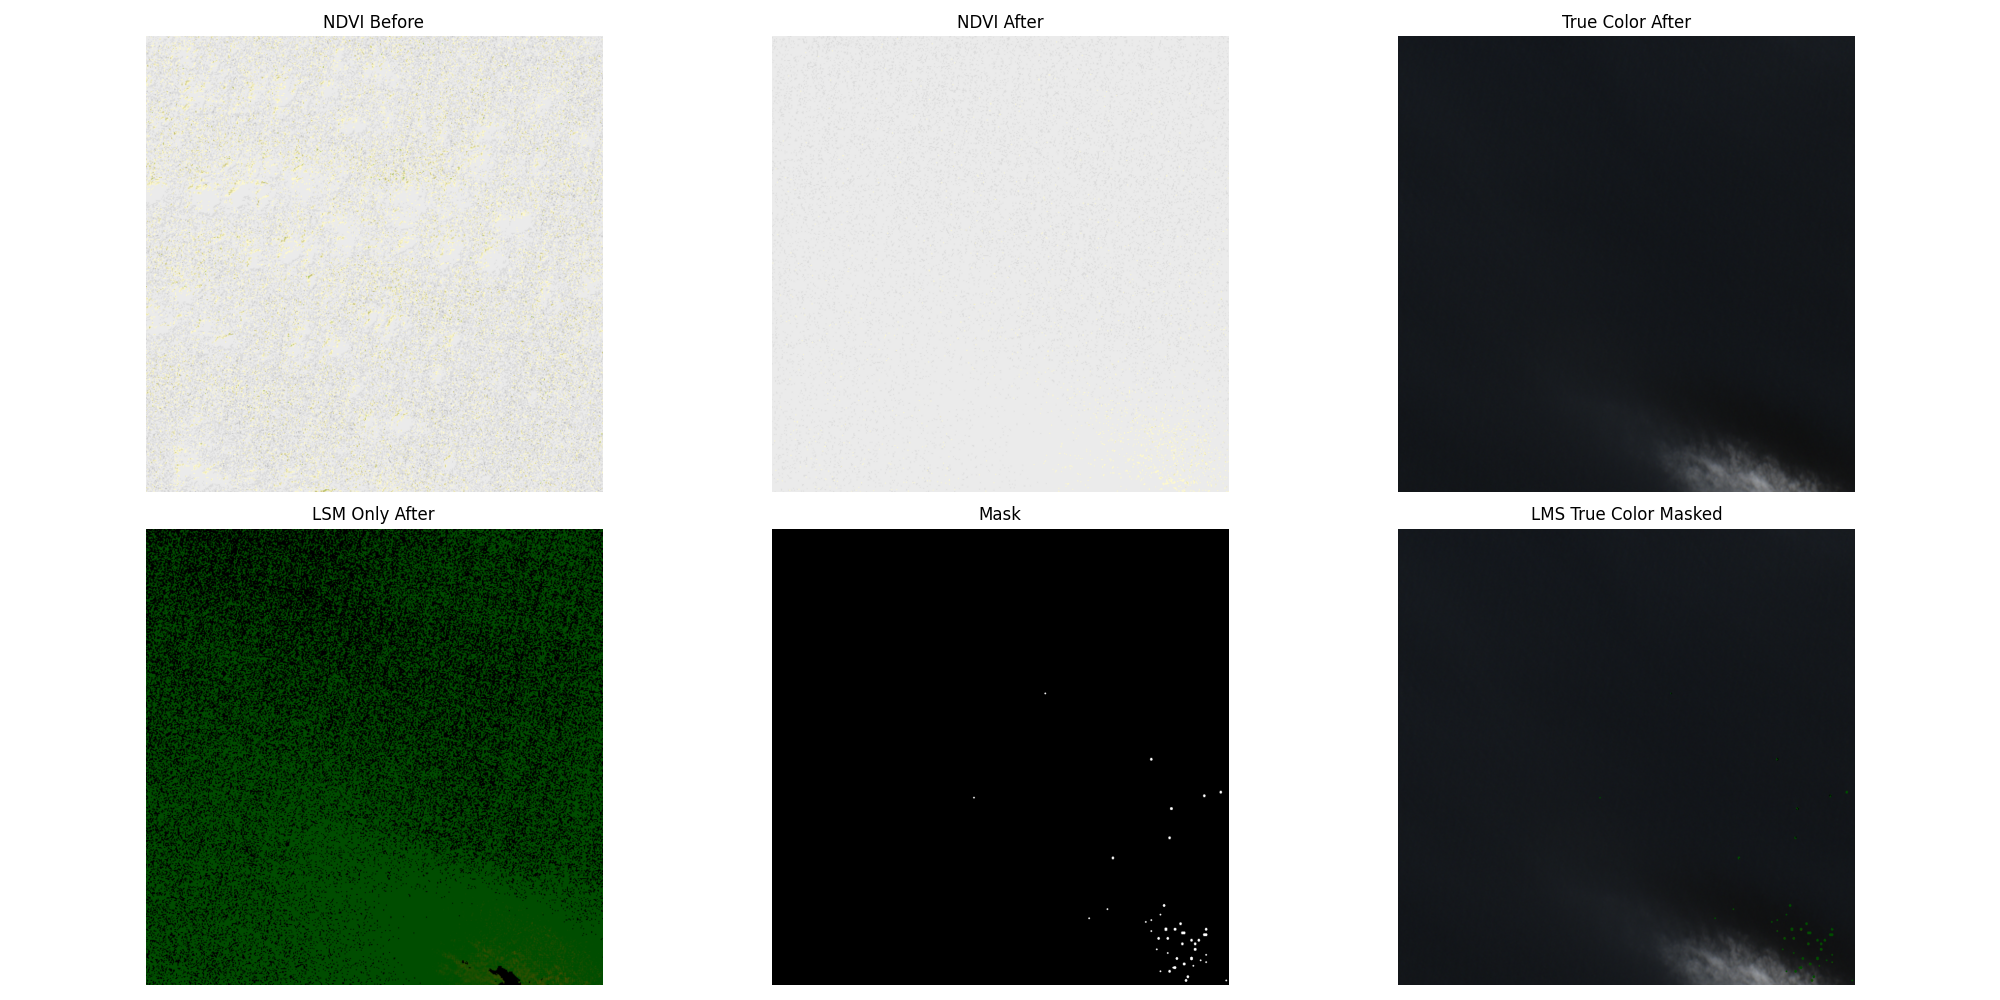 NDVI Before
NDVI After
True Color After
LSM Only After
Mask
LMS True Color Masked